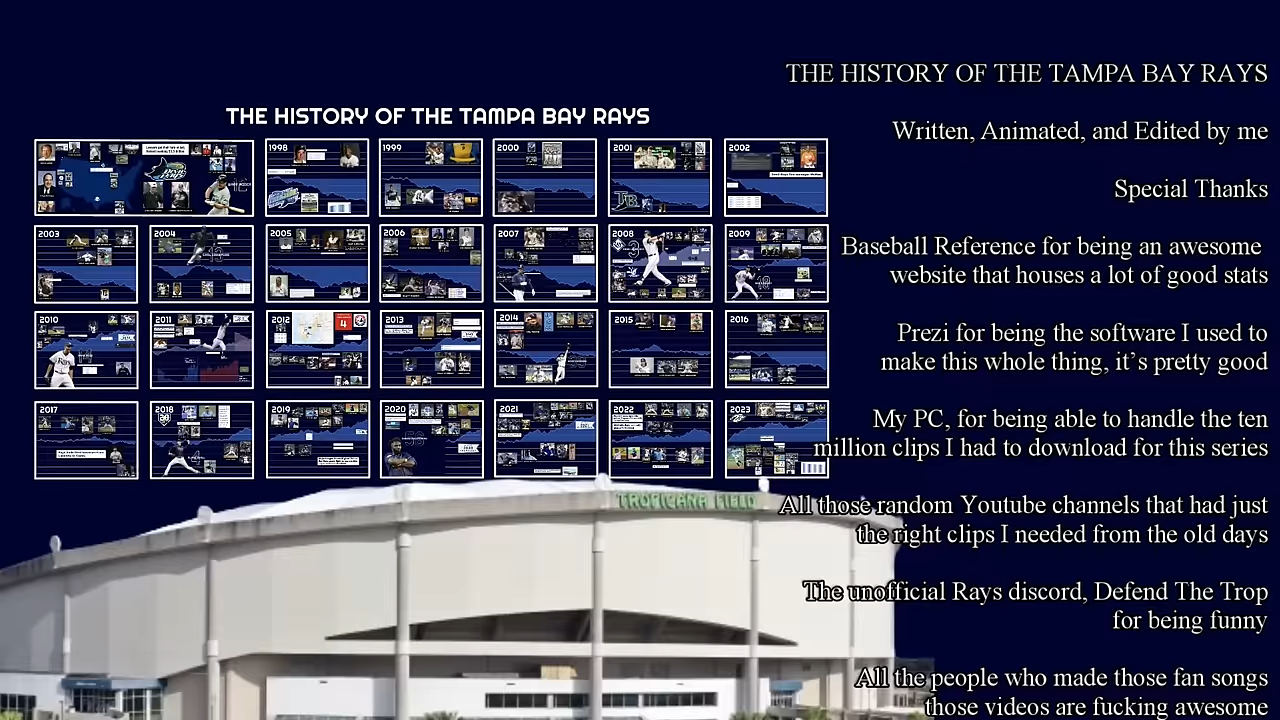 THE HISTORY OF THE TAMPA BAY RAYS
1998
1999
2000
2001
2002
2003
2004
2005
2006
2007
2008
2009
2010
2011
2012
2013
2014
2015
2016
2017
2018
2019
2020
2021
2022
2023
TROPICANA FIELD
THE HISTORY OF THE TAMPA BAY RAYS
Written, Animated, and Edited by me
Special Thanks
Baseball Reference for being an awesome
website that houses a lot of good stats
Prezi for being the software I used to
make this whole thing, it’s pretty good
My PC, for being able to handle the ten
million clips I had to download for this series
All those random Youtube channels that had just
the right clips I needed from the old days
The unofficial Rays discord, Defend The Trop
for being funny
All the people who made those fan songs
those videos are fucking awesome